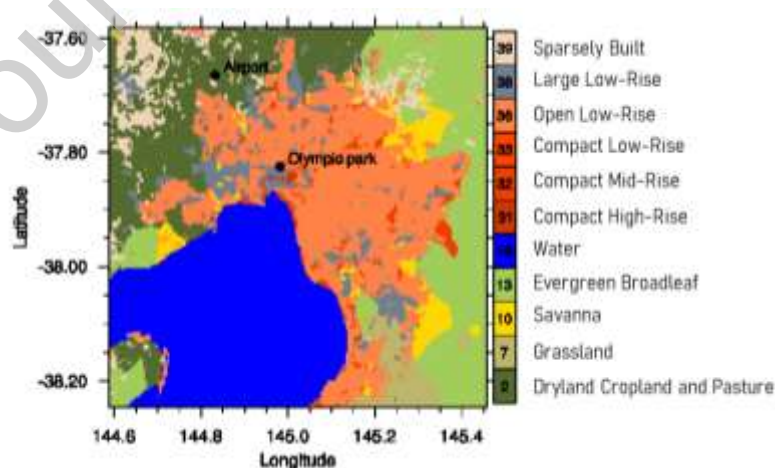 -37.60
-37.80
-38.00
-38.20
Latitude
144.6 144.8 145.0 145.2 145.4
Longitude
Airport
Olympic park
39 Sparsely Built
38 Large Low-Rise
36 Open Low-Rise
33 Compact Low-Rise
32 Compact Mid-Rise
31 Compact High-Rise
Water
13 Evergreen Broadleaf
10 Savanna
7 Grassland
Dryland Cropland and Pasture